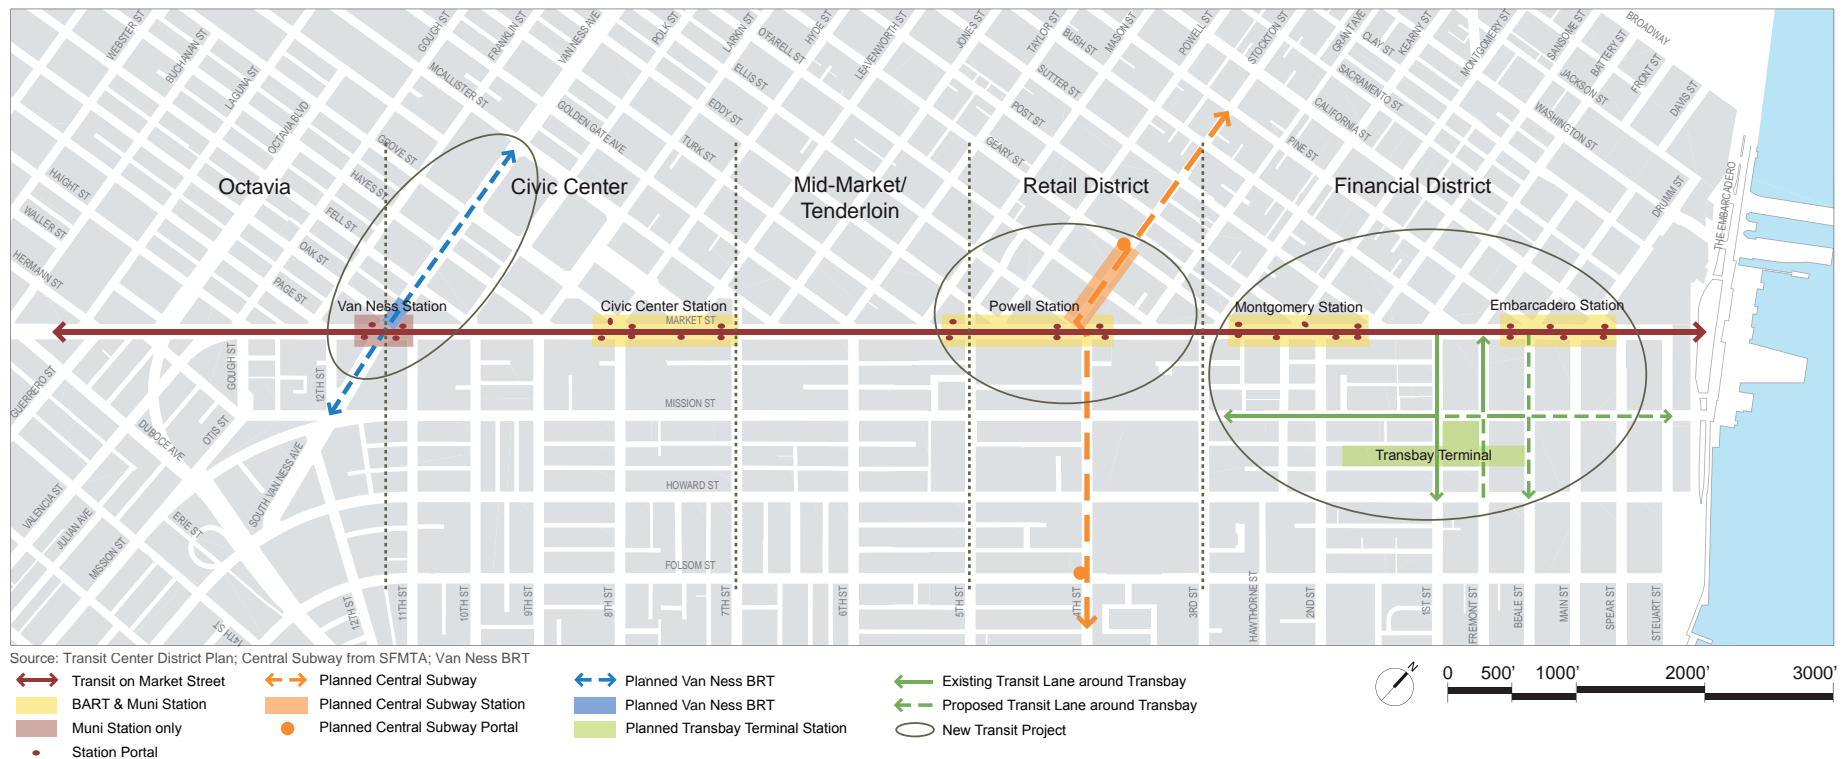 WEBSTER ST
BUCHANAN ST
LAGUNA ST
OCTAVIA BLVD
GOUGH ST
FRANKLIN ST
VAN NESS AVE
POLK ST
LARKIN ST
O'FARELL ST
HYDE ST
LEAVENWORTH ST
JONES ST
TAYLOR ST
BUSH ST
MASON ST
POWELL ST
STOCKTON ST
GRANT AVE
CLAY ST
KEARNY ST
MONTGOMERY ST
SANSOME ST
BATTERY ST
BROADWAY
FRONT ST
DAVIS ST
MCALLISTER ST
ELLIS ST
EDDY ST
GOLDEN GATE AVE
TURK ST
SUTTER ST
POST ST
GEARY ST
SACRAMENTO ST
CALIFORNIA ST
PINE ST
JACKSON ST
WASHINGTON ST
DRUMM ST
THE EMBARCADERO
GROVE ST
HAYES ST
FELL ST
OAK ST
PAGE ST
HAIGHT ST
WALLER ST
HERMANN ST
Octavia
Civic Center
Mid-Market/
Tenderloin
Retail District
Financial District
Van Ness Station
Civic Center Station
Powell Station
Montgomery Station
Embarcadero Station
MARKET ST
GUERRERO ST
GOUGH ST
12TH ST
MISSION ST
DUBOCE AVE
OTIS ST
SOUTH VAN NESS AVE
Transbay Terminal
HOWARD ST
VALENCIA ST
JULIAN AVE
MISSION ST
ERIE ST
14TH ST
FOLSOM ST
12TH ST
11TH ST
10TH ST
9TH ST
8TH ST
7TH ST
6TH ST
5TH ST
4TH ST
3RD ST
HAWTHORNE ST
2ND ST
1ST ST
FREMONT ST
BEALE ST
MAIN ST
SPEAR ST
STEUART ST
Source: Transit Center District Plan; Central Subway from SFMTA; Van Ness BRT
Transit on Market Street
BART & Muni Station
Muni Station only
Station Portal
Planned Central Subway
Planned Central Subway Station
Planned Central Subway Portal
Planned Van Ness BRT
Planned Van Ness BRT
Planned Transbay Terminal Station
Existing Transit Lane around Transbay
Proposed Transit Lane around Transbay
New Transit Project
N
0 500' 1000' 2000' 3000'